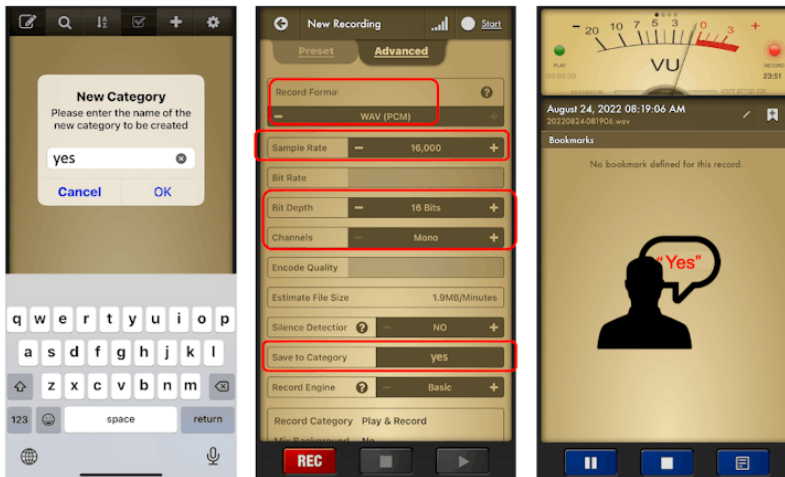 New Category
Please enter the name of the
new category to be created
yes
Cancel OK
q w e r t y u i o p
a s d f g h j k l
z x c v b n m
123 space return
New Recording Start
Preset Advanced
Record Forma
WAV (PCM)
Sample Rate 16,000
Bit Rate
Bit Depth 16 Bits
Channels Mono
Encode Quality
Estimate File Size 1.9MB/Minutes
Silence Detection NO
Save to Category yes
Record Engine Basic
Record Category Play & Record
Mix Background No
REC
- 20 10 7 5 3 1 0 3 +
VU
PLAY RECORD
00:00:00 23:51
August 24, 2022 08:19:06 AM
20220824-081906.wav
Bookmarks
No bookmark defined for this record.
"Yes"